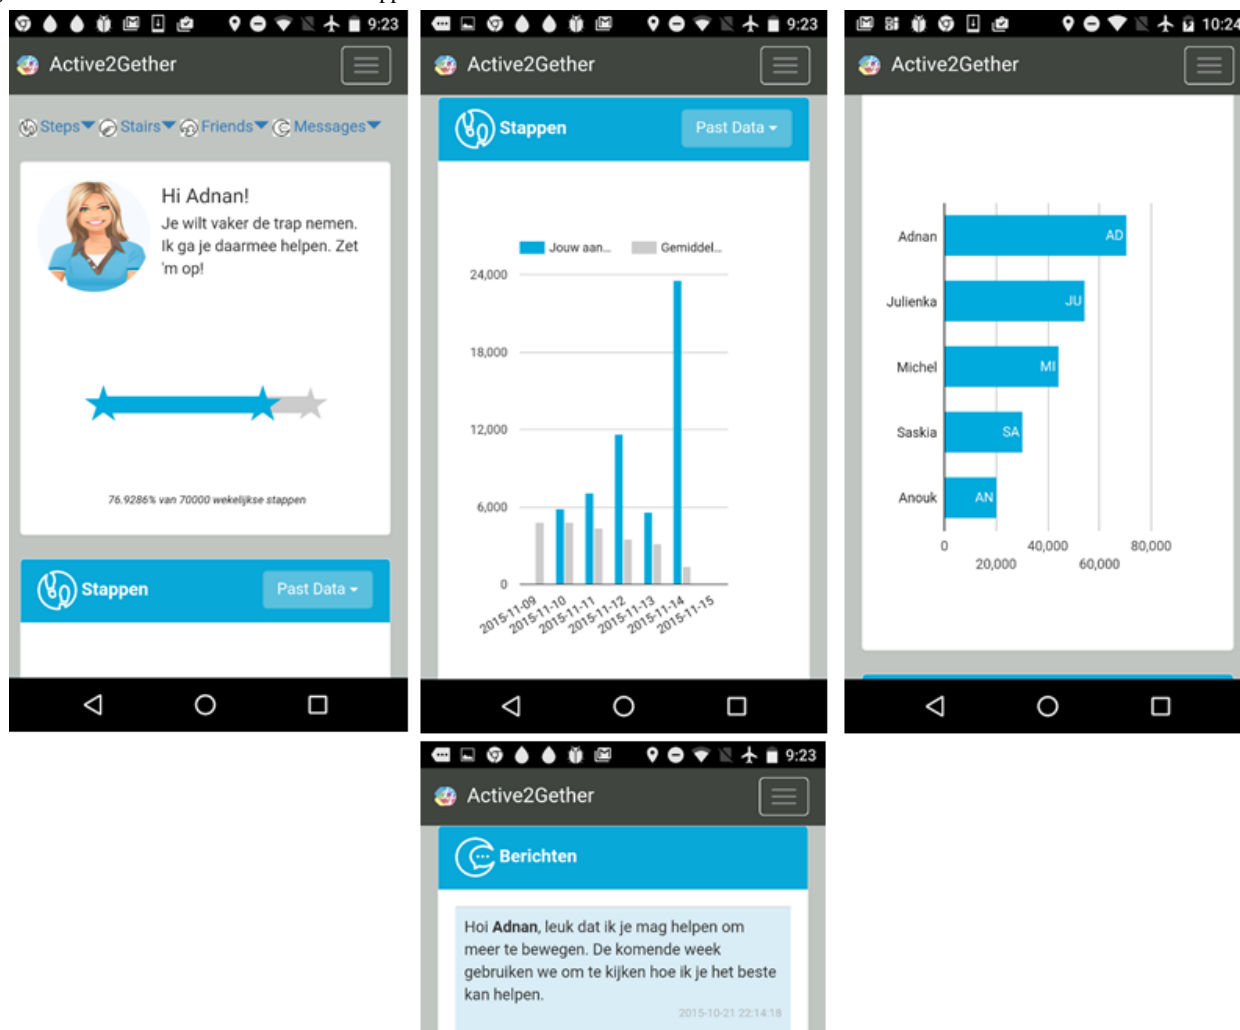 9:23
Active2Gether
Steps Stairs Friends Messages
Hi Adnan!
Je wilt vaker de trap nemen.
Ik ga je daarmee helpen. Zet
'm op!
76.9286% van 70000 wekelijkse stappen
Stappen Past Data
9:23
Active2Gether
Stappen Past Data
Jouw aan... Gemiddel...
24,000
18,000
12,000
6,000
0
2015-11-09
2015-11-10
2015-11-11
2015-11-12
2015-11-13
2015-11-14
2015-11-15
10:24
Active2Gether
Adnan AD
Julienka JU
Michel MI
Saskia SA
Anouk AN
0 40,000 80,000
20,000 60,000
9:23
Active2Gether
Berichten
Hoi Adnan, leuk dat ik je mag helpen om
meer te bewegen. De komende week
gebruiken we om te kijken hoe ik je het beste
kan helpen.
2015-10-21 22:14:18